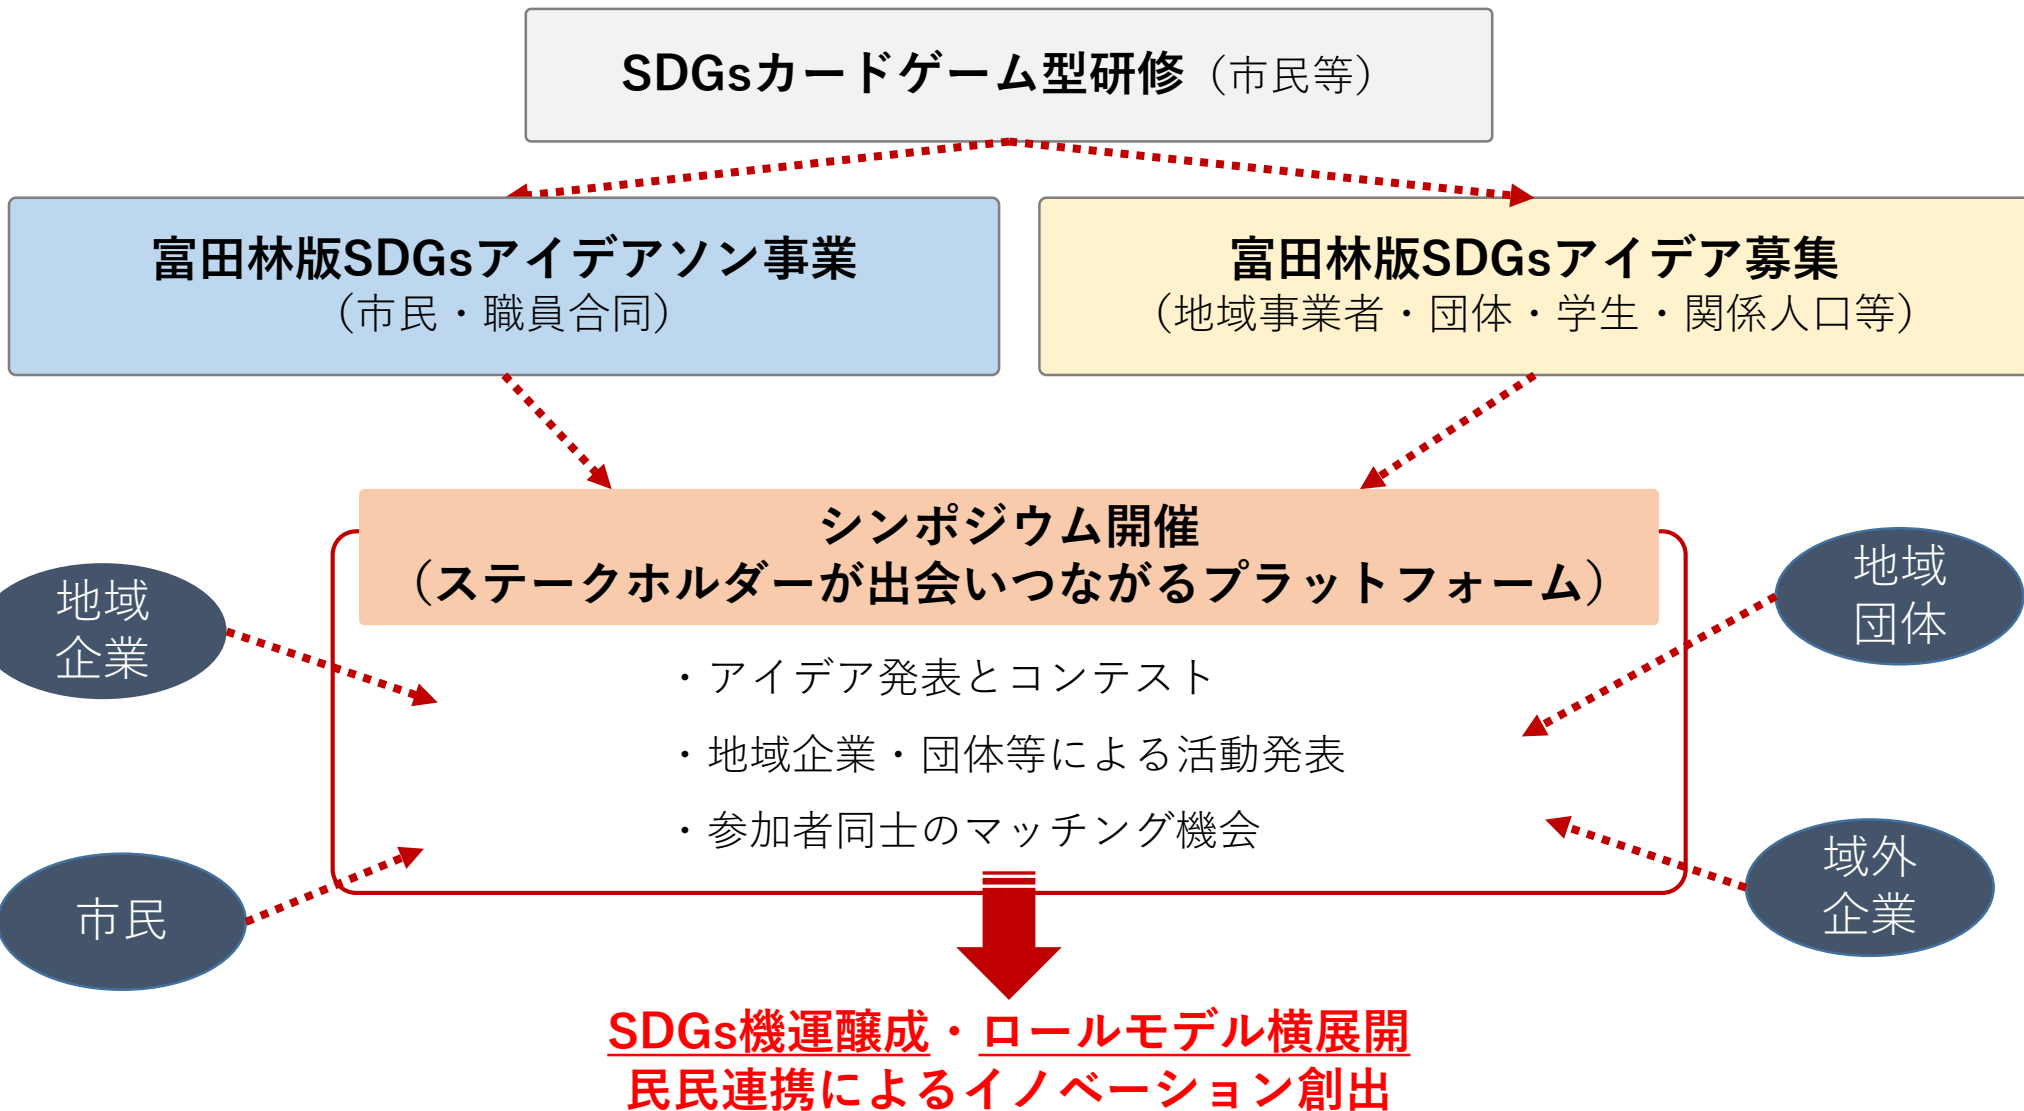 SDGsカードゲーム型研修（市民等）
富田林版SDGsアイデアソン事業
（市民・職員合同）
富田林版SDGsアイデア募集
（地域事業者・団体・学生・関係人口等）
シンポジウム開催
（ステークホルダーが出会いつながるプラットフォーム）
地域
企業
地域
団体
・アイデア発表とコンテスト
・地域企業・団体等による活動発表
・参加者同士のマッチング機会
市民
域外
企業
SDGs機運醸成・ロールモデル横展開
民民連携によるイノベーション創出